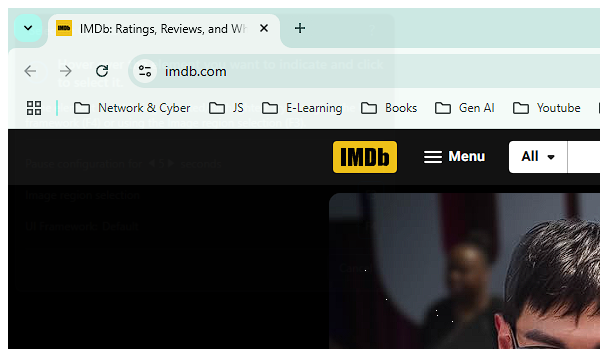 IMDb: Ratings, Reviews, and Wh
imdb.com
Network & Cyber JS E-Learning Books Gen AI Youtube
IMDb Menu All